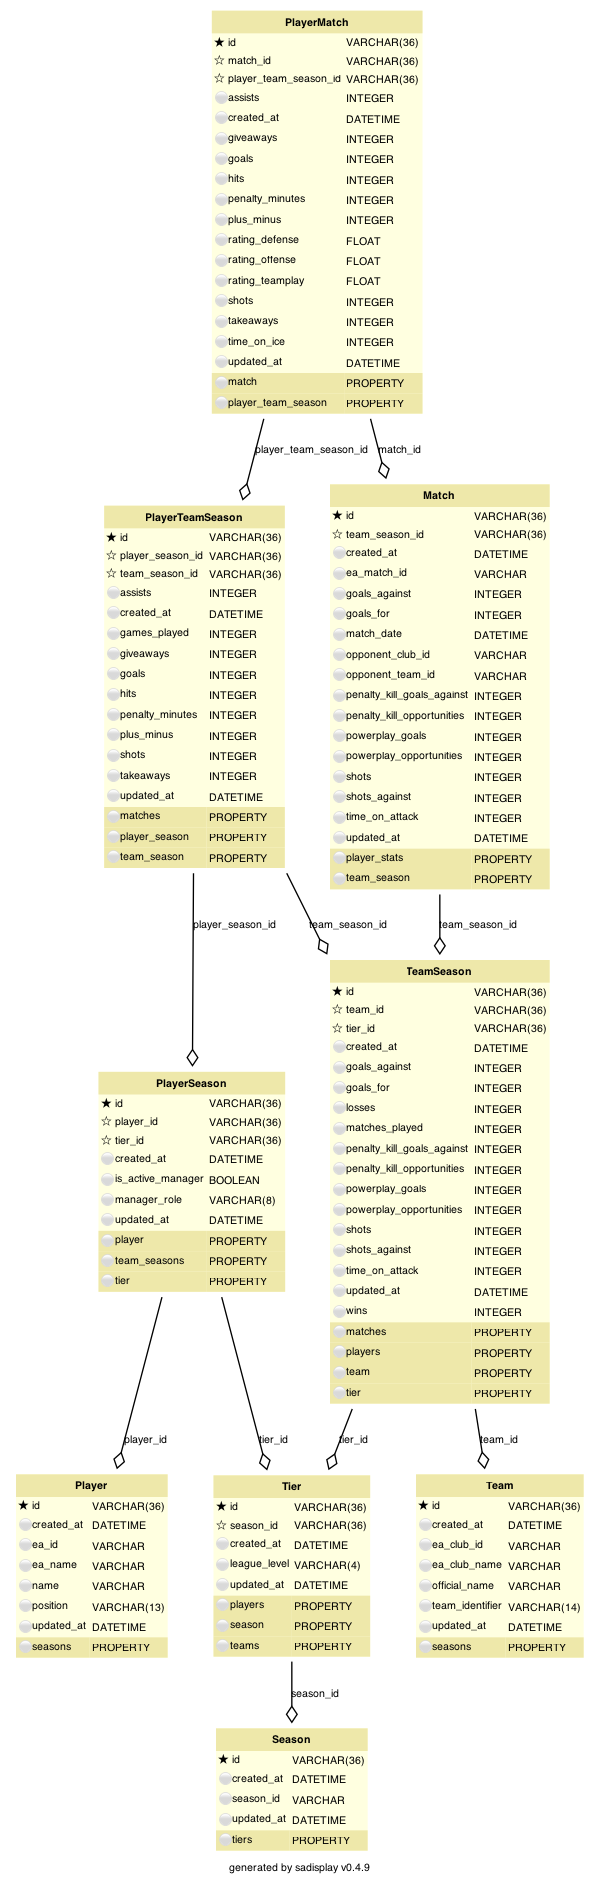 PlayerMatch
★ id VARCHAR(36)
☆ match_id VARCHAR(36)
☆ player_team_season_id VARCHAR(36)
assists INTEGER
created_at DATETIME
giveaways INTEGER
goals INTEGER
hits INTEGER
penalty_minutes INTEGER
plus_minus INTEGER
rating_defense FLOAT
rating_offense FLOAT
rating_teamplay FLOAT
shots INTEGER
takeaways INTEGER
time_on_ice INTEGER
updated_at DATETIME
match PROPERTY
player_team_season PROPERTY
player_team_season_id
match_id
PlayerTeamSeason
★ id VARCHAR(36)
☆ player_season_id VARCHAR(36)
☆ team_season_id VARCHAR(36)
assists INTEGER
created_at DATETIME
games_played INTEGER
giveaways INTEGER
goals INTEGER
hits INTEGER
penalty_minutes INTEGER
plus_minus INTEGER
shots INTEGER
takeaways INTEGER
updated_at DATETIME
matches PROPERTY
player_season PROPERTY
team_season PROPERTY
Match
★ id VARCHAR(36)
☆ team_season_id VARCHAR(36)
created_at DATETIME
ea_match_id VARCHAR
goals_against INTEGER
goals_for INTEGER
match_date DATETIME
opponent_club_id VARCHAR
opponent_team_id VARCHAR
penalty_kill_goals_against INTEGER
penalty_kill_opportunities INTEGER
powerplay_goals INTEGER
powerplay_opportunities INTEGER
shots INTEGER
shots_against INTEGER
time_on_attack INTEGER
updated_at DATETIME
player_stats PROPERTY
team_season PROPERTY
player_season_id
team_season_id
team_season_id
TeamSeason
★ id VARCHAR(36)
☆ team_id VARCHAR(36)
☆ tier_id VARCHAR(36)
created_at DATETIME
goals_against INTEGER
goals_for INTEGER
losses INTEGER
matches_played INTEGER
penalty_kill_goals_against INTEGER
penalty_kill_opportunities INTEGER
powerplay_goals INTEGER
powerplay_opportunities INTEGER
shots INTEGER
shots_against INTEGER
time_on_attack INTEGER
updated_at DATETIME
wins INTEGER
matches PROPERTY
players PROPERTY
team PROPERTY
tier PROPERTY
PlayerSeason
★ id VARCHAR(36)
☆ player_id VARCHAR(36)
☆ tier_id VARCHAR(36)
created_at DATETIME
is_active_manager BOOLEAN
manager_role VARCHAR(8)
updated_at DATETIME
player PROPERTY
team_seasons PROPERTY
tier PROPERTY
player_id
tier_id
tier_id
team_id
Player
★ id VARCHAR(36)
created_at DATETIME
ea_id VARCHAR
ea_name VARCHAR
name VARCHAR
position VARCHAR(13)
updated_at DATETIME
seasons PROPERTY
Tier
★ id VARCHAR(36)
☆ season_id VARCHAR(36)
created_at DATETIME
league_level VARCHAR(4)
updated_at DATETIME
players PROPERTY
season PROPERTY
teams PROPERTY
Team
★ id VARCHAR(36)
created_at DATETIME
ea_club_id VARCHAR
ea_club_name VARCHAR
official_name VARCHAR
team_identifier VARCHAR(14)
updated_at DATETIME
seasons PROPERTY
season_id
Season
★ id VARCHAR(36)
created_at DATETIME
season_id VARCHAR
updated_at DATETIME
tiers PROPERTY
generated by sadisplay v0.4.9